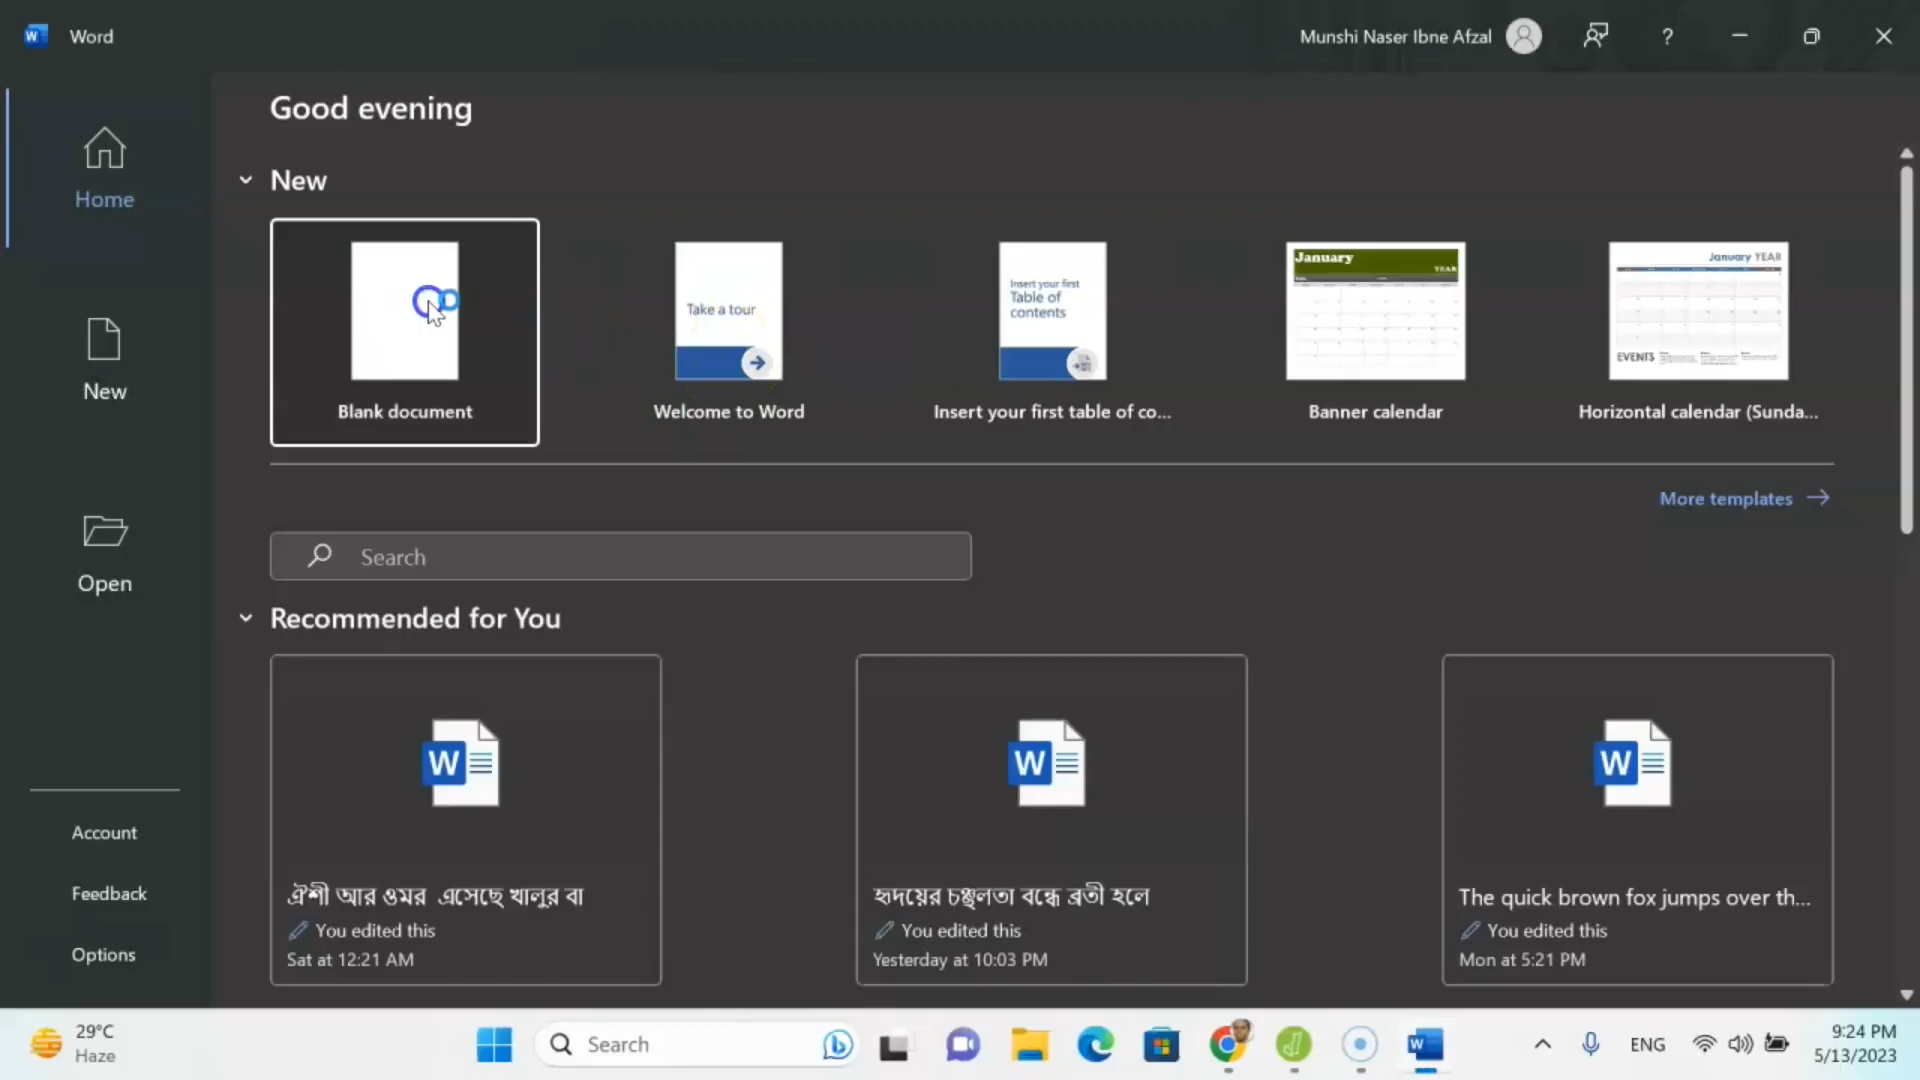 Word
Munshi Naser Ibne Afzal
?
Good evening
Home
New
Open
Account
Feedback
Options
New
Blank document
Take a tour
Welcome to Word
Insert your first
Table of
contents
Insert your first table of co...
January
YEAR
Banner calendar
January YEAR
EVENTS
Horizontal calendar (Sunda...
More templates
Search
Recommended for You
ঐশী আর ওমর এসেছে খালুর বা
You edited this
Sat at 12:21 AM
হৃদয়ের চঞ্চলতা বন্ধে ব্রতী হলে
You edited this
Yesterday at 10:03 PM
The quick brown fox jumps over th...
You edited this
Mon at 5:21 PM
29°C
Haze
Search
ENG
9:24 PM
5/13/2023